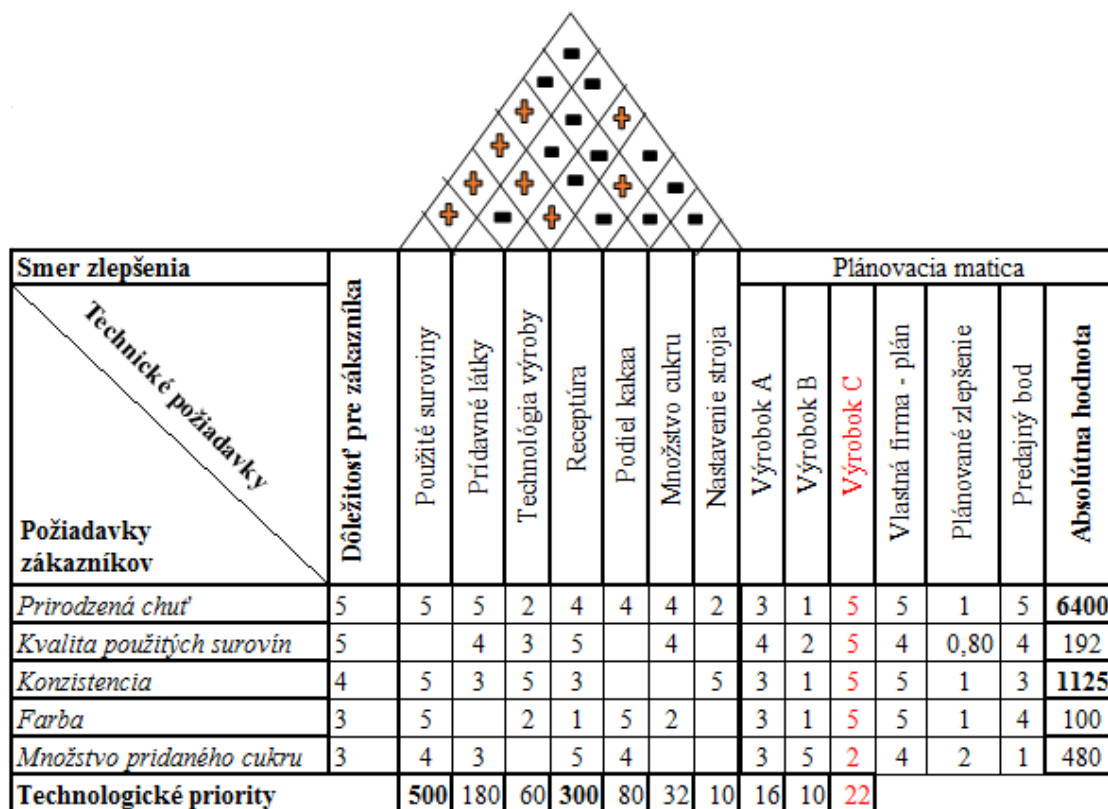 Smer zlepšenia
Plánovacia matica
Technické požiadavky
Požiadavky
zákazníkov
Dôležitosť pre zákazníka
Použité suroviny
Prídavné látky
Technológia výroby
Receptúra
Podiel kakaa
Množstvo cukru
Nastavenie stroja
Výrobok A
Výrobok B
Výrobok C
Vlastná firma - plán
Plánované zlepšenie
Predajný bod
Absolútna hodnota
Prirodzená chuť 5 5 5 2 4 4 4 2 3 1 5 5 1 5 6400
Kvalita použitých surovín 5 4 3 5 4 4 2 5 4 0,80 4 192
Konzistencia 4 5 3 5 3 5 3 1 5 5 1 3 1125
Farba 3 5 2 1 5 2 3 1 5 5 1 4 100
Množstvo pridaného cukru 3 4 3 5 4 3 5 2 4 2 1 480
Technologické priority 500 180 60 300 80 32 10 16 10 22